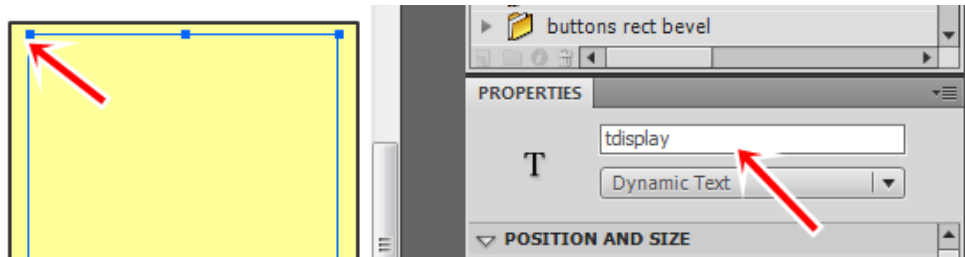 buttons rect bevel
PROPERTIES
tdisplay
T
Dynamic Text
POSITION AND SIZE